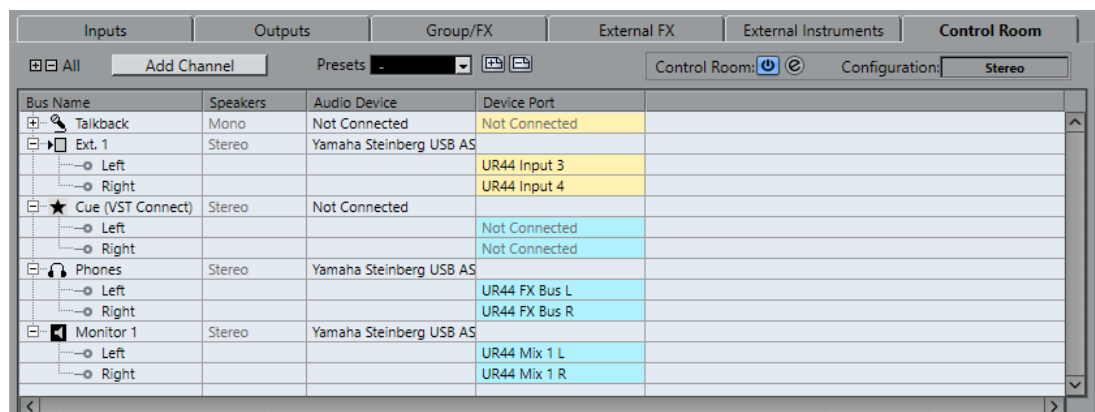 Inputs Outputs Group/FX External FX External Instruments Control Room
All Add Channel Presets - Control Room: e Configuration: Stereo
Bus Name Speakers Audio Device Device Port
Talkback Mono Not Connected Not Connected
Ext. 1 Stereo Yamaha Steinberg USB AS
Left UR44 Input 3
Right UR44 Input 4
Cue (VST Connect) Stereo Not Connected
Left Not Connected
Right Not Connected
Phones Stereo Yamaha Steinberg USB AS
Left UR44 FX Bus L
Right UR44 FX Bus R
Monitor 1 Stereo Yamaha Steinberg USB AS
Left UR44 Mix 1 L
Right UR44 Mix 1 R